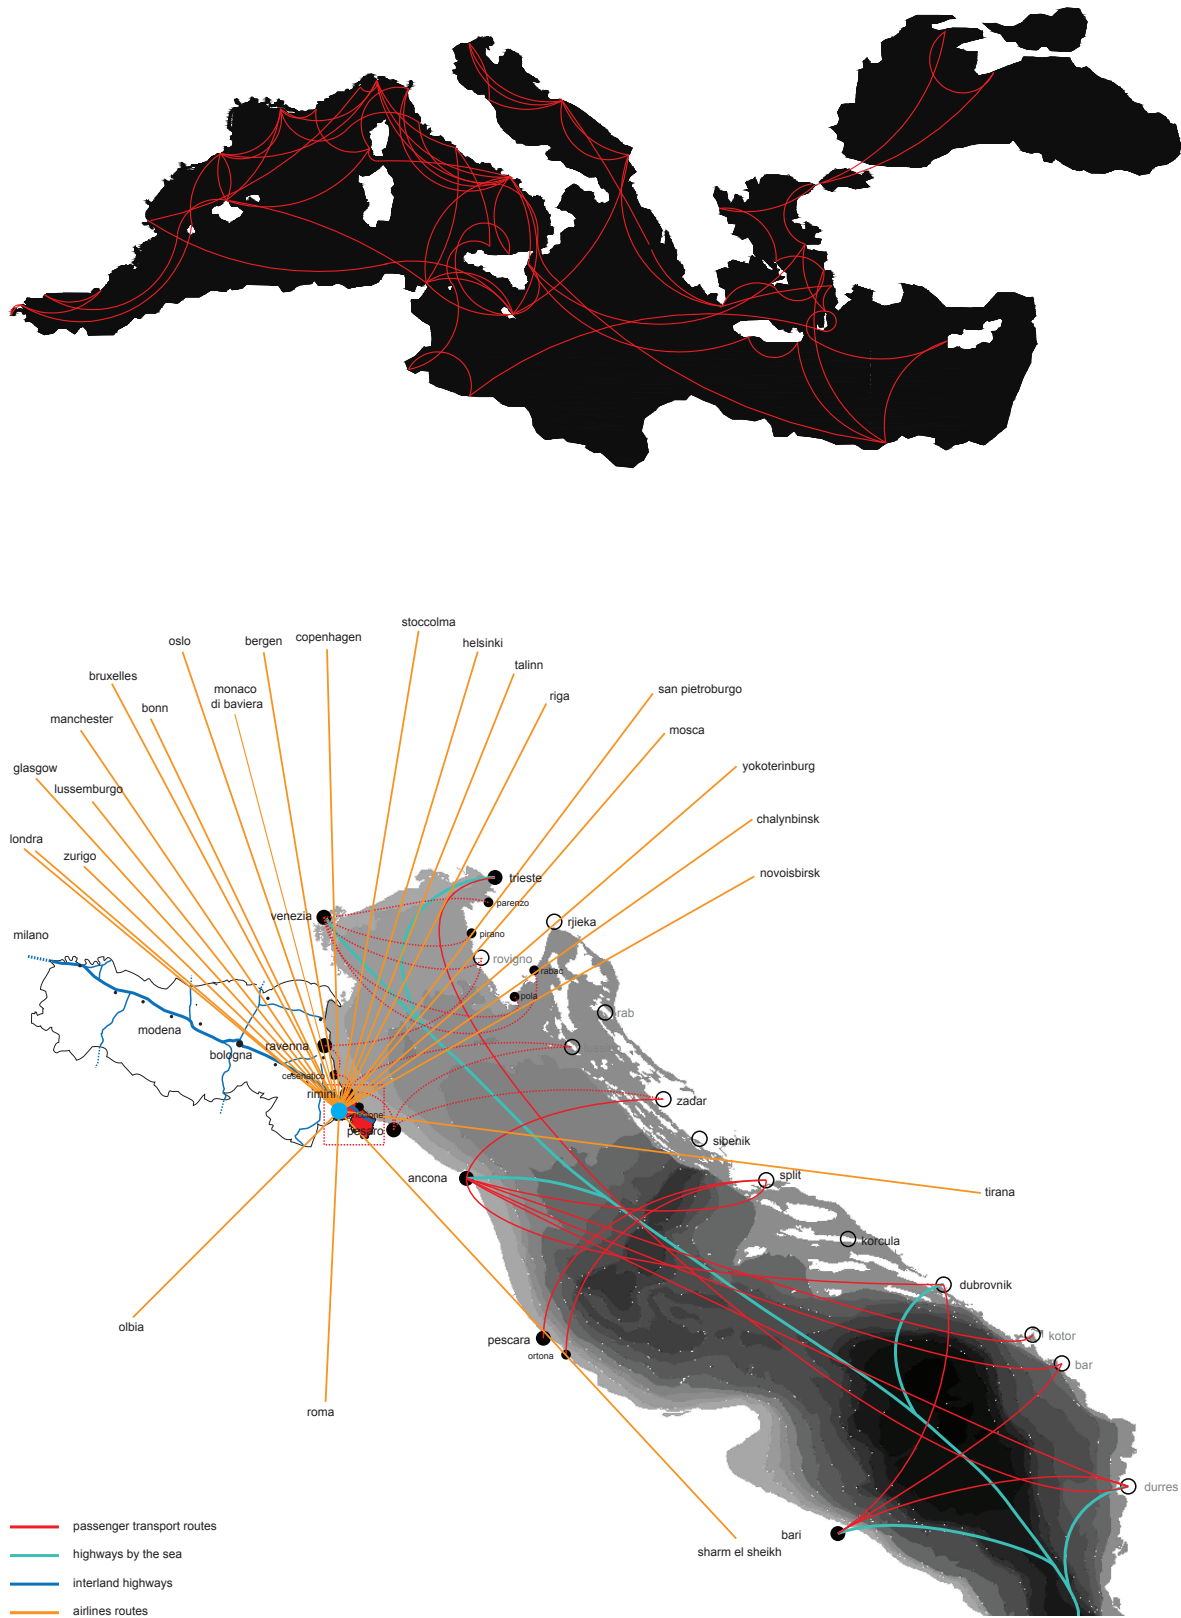 stoccolma
copenhagen
oslo
bergen
helsinki
talinn
bruxelles
monaco
di baviera
riga
san pietroburgo
bonn
manchester
mosca
glasgow
yokoterinburg
lussemburgo
chalynbinsk
londra
zurigo
novoisbirsk
trieste
parenzo
venezia
rjieka
milano
pirano
rovigno
rabac
pola
rab
modena
ravenna
bologna
cesenatico
rimini
zadar
riccione
pesaro
sibenik
ancona
split
tirana
korcula
dubrovnik
olbia
pescara
kotor
ortona
bar
roma
durres
bari
sharm el sheikh
passenger transport routes
highways by the sea
interland highways
airlines routes